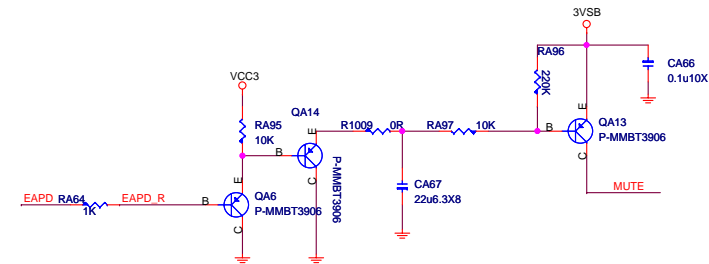 3VSB
RA96
220K
CA66
0.1u10X
VCC3
QA14
E
R1009 0R
RA97 10K
E
QA13
B
P-MMBT3906
C
RA95
10K
B
C
P-MMBT3906
CA67
22u6.3X8
MUTE
E
QA6
EAPD RA64 EAPD_R
B
P-MMBT3906
1K
C